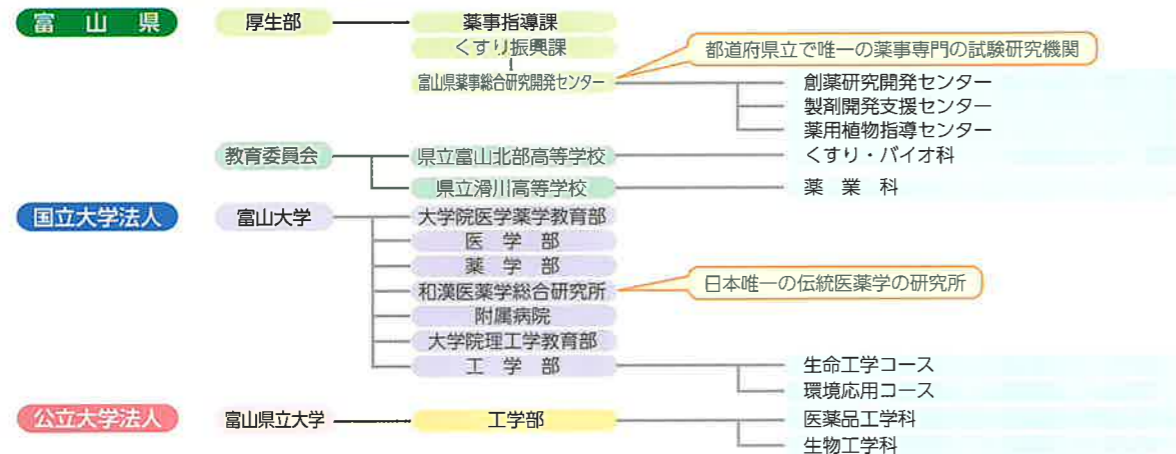 富山県 厚生部 薬事指導課
くすり振興課
都道府県立で唯一の薬事専門の試験研究機関
富山県薬事総合研究開発センター 創薬研究開発センター
製剤開発支援センター
薬用植物指導センター
教育委員会 県立富山北部高等学校 くすり・バイオ科
県立滑川高等学校 薬業科
国立大学法人 富山大学 大学院医学薬学教育部
医学部
薬学部
和漢医薬学総合研究所 日本唯一の伝統医薬学の研究所
附属病院
大学院理工学教育部
工学部 生命工学コース
環境応用コース
公立大学法人 富山県立大学 工学部 医薬品工学科
生物工学科